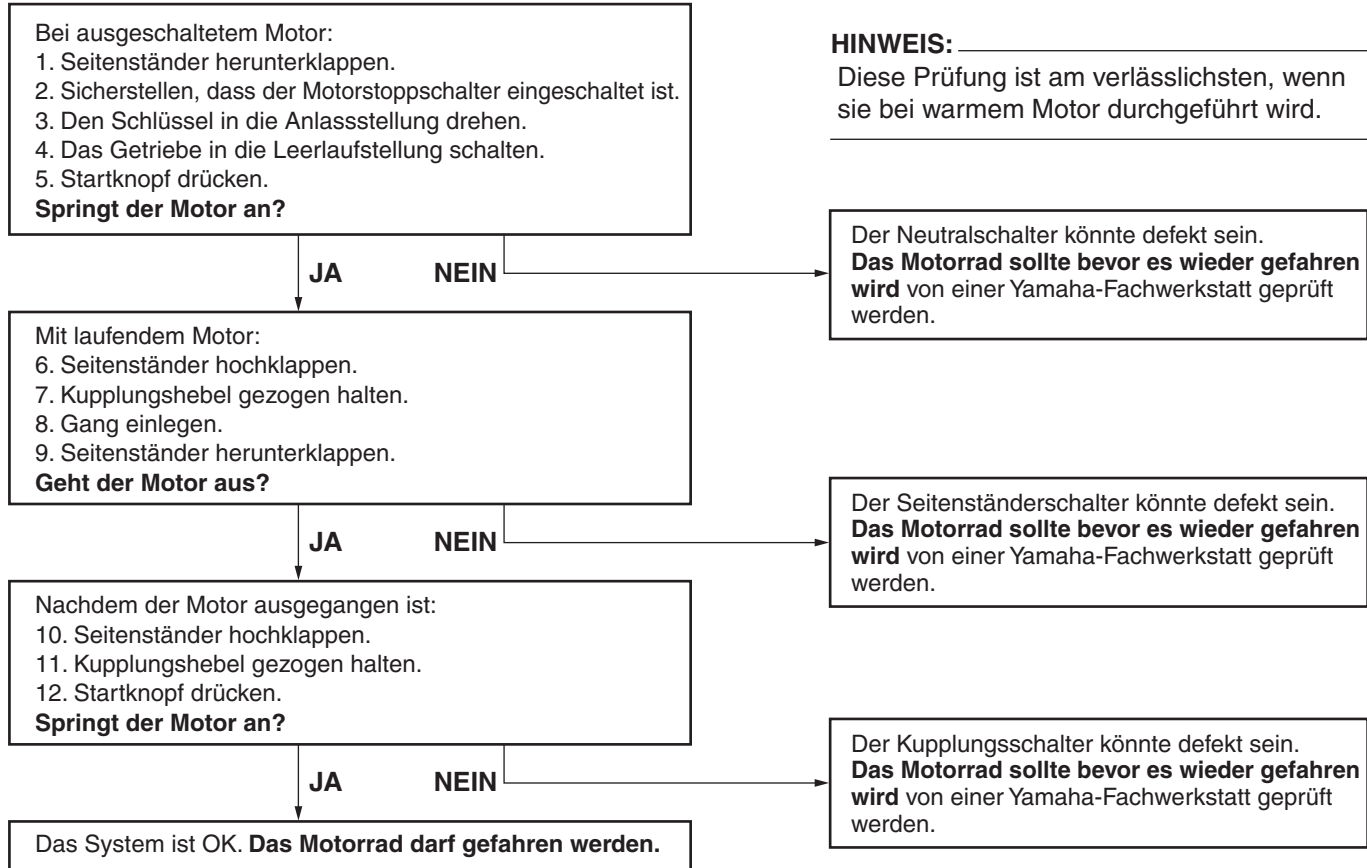 Bei ausgeschaltetem Motor:
1. Seitenständer herunterklappen.
2. Sicherstellen, dass der Motorstoppschalter eingeschaltet ist.
3. Den Schlüssel in die Anlassstellung drehen.
4. Das Getriebe in die Leerlaufstellung schalten.
5. Startknopf drücken.
Springt der Motor an?
HINWEIS:
Diese Prüfung ist am verlässlichsten, wenn
sie bei warmem Motor durchgeführt wird.
JA NEIN
Der Neutralschalter könnte defekt sein.
Das Motorrad sollte bevor es wieder gefahren
wird von einer Yamaha-Fachwerkstatt geprüft
werden.
Mit laufendem Motor:
6. Seitenständer hochklappen.
7. Kupplungshebel gezogen halten.
8. Gang einlegen.
9. Seitenständer herunterklappen.
Geht der Motor aus?
JA NEIN
Der Seitenständerschalter könnte defekt sein.
Das Motorrad sollte bevor es wieder gefahren
wird von einer Yamaha-Fachwerkstatt geprüft
werden.
Nachdem der Motor ausgegangen ist:
10. Seitenständer hochklappen.
11. Kupplungshebel gezogen halten.
12. Startknopf drücken.
Springt der Motor an?
JA NEIN
Der Kupplungsschalter könnte defekt sein.
Das Motorrad sollte bevor es wieder gefahren
wird von einer Yamaha-Fachwerkstatt geprüft
werden.
Das System ist OK. Das Motorrad darf gefahren werden.